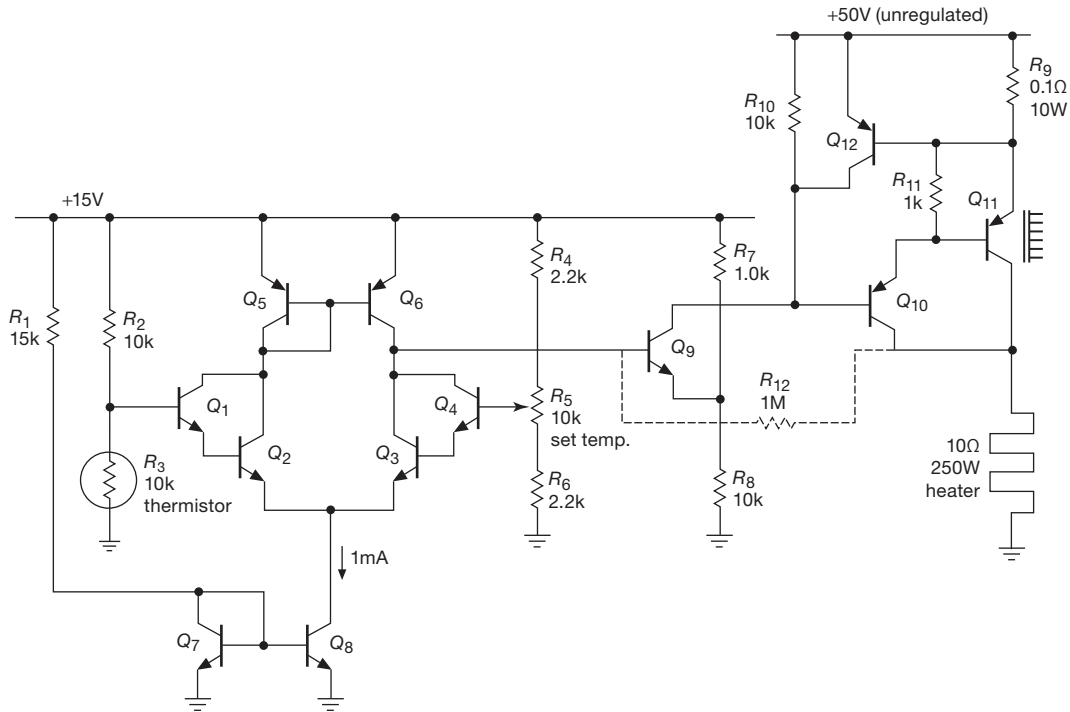 +50V (unregulated)
R9
0.1Ω
10W
R10
10k
Q12
R11
1k
Q11
+15V
R4
2.2k
R7
1.0k
Q5
Q6
Q10
R1
15k
R2
10k
Q9
R12
1M
Q1
Q4
R5
10k
set temp.
Q2
Q3
R3
10k
thermistor
R6
2.2k
R8
10k
10Ω
250W
heater
1mA
Q7
Q8